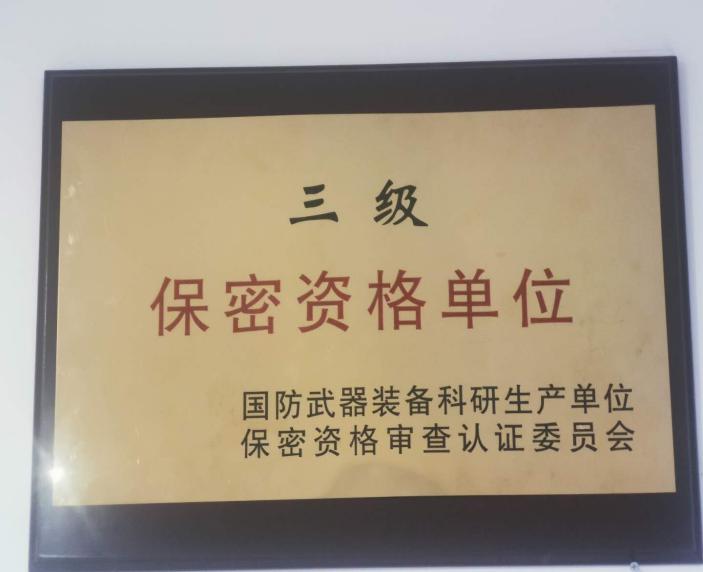 三级
保密资格单位
国防武器装备科研生产单位
保密资格审查认证委员会